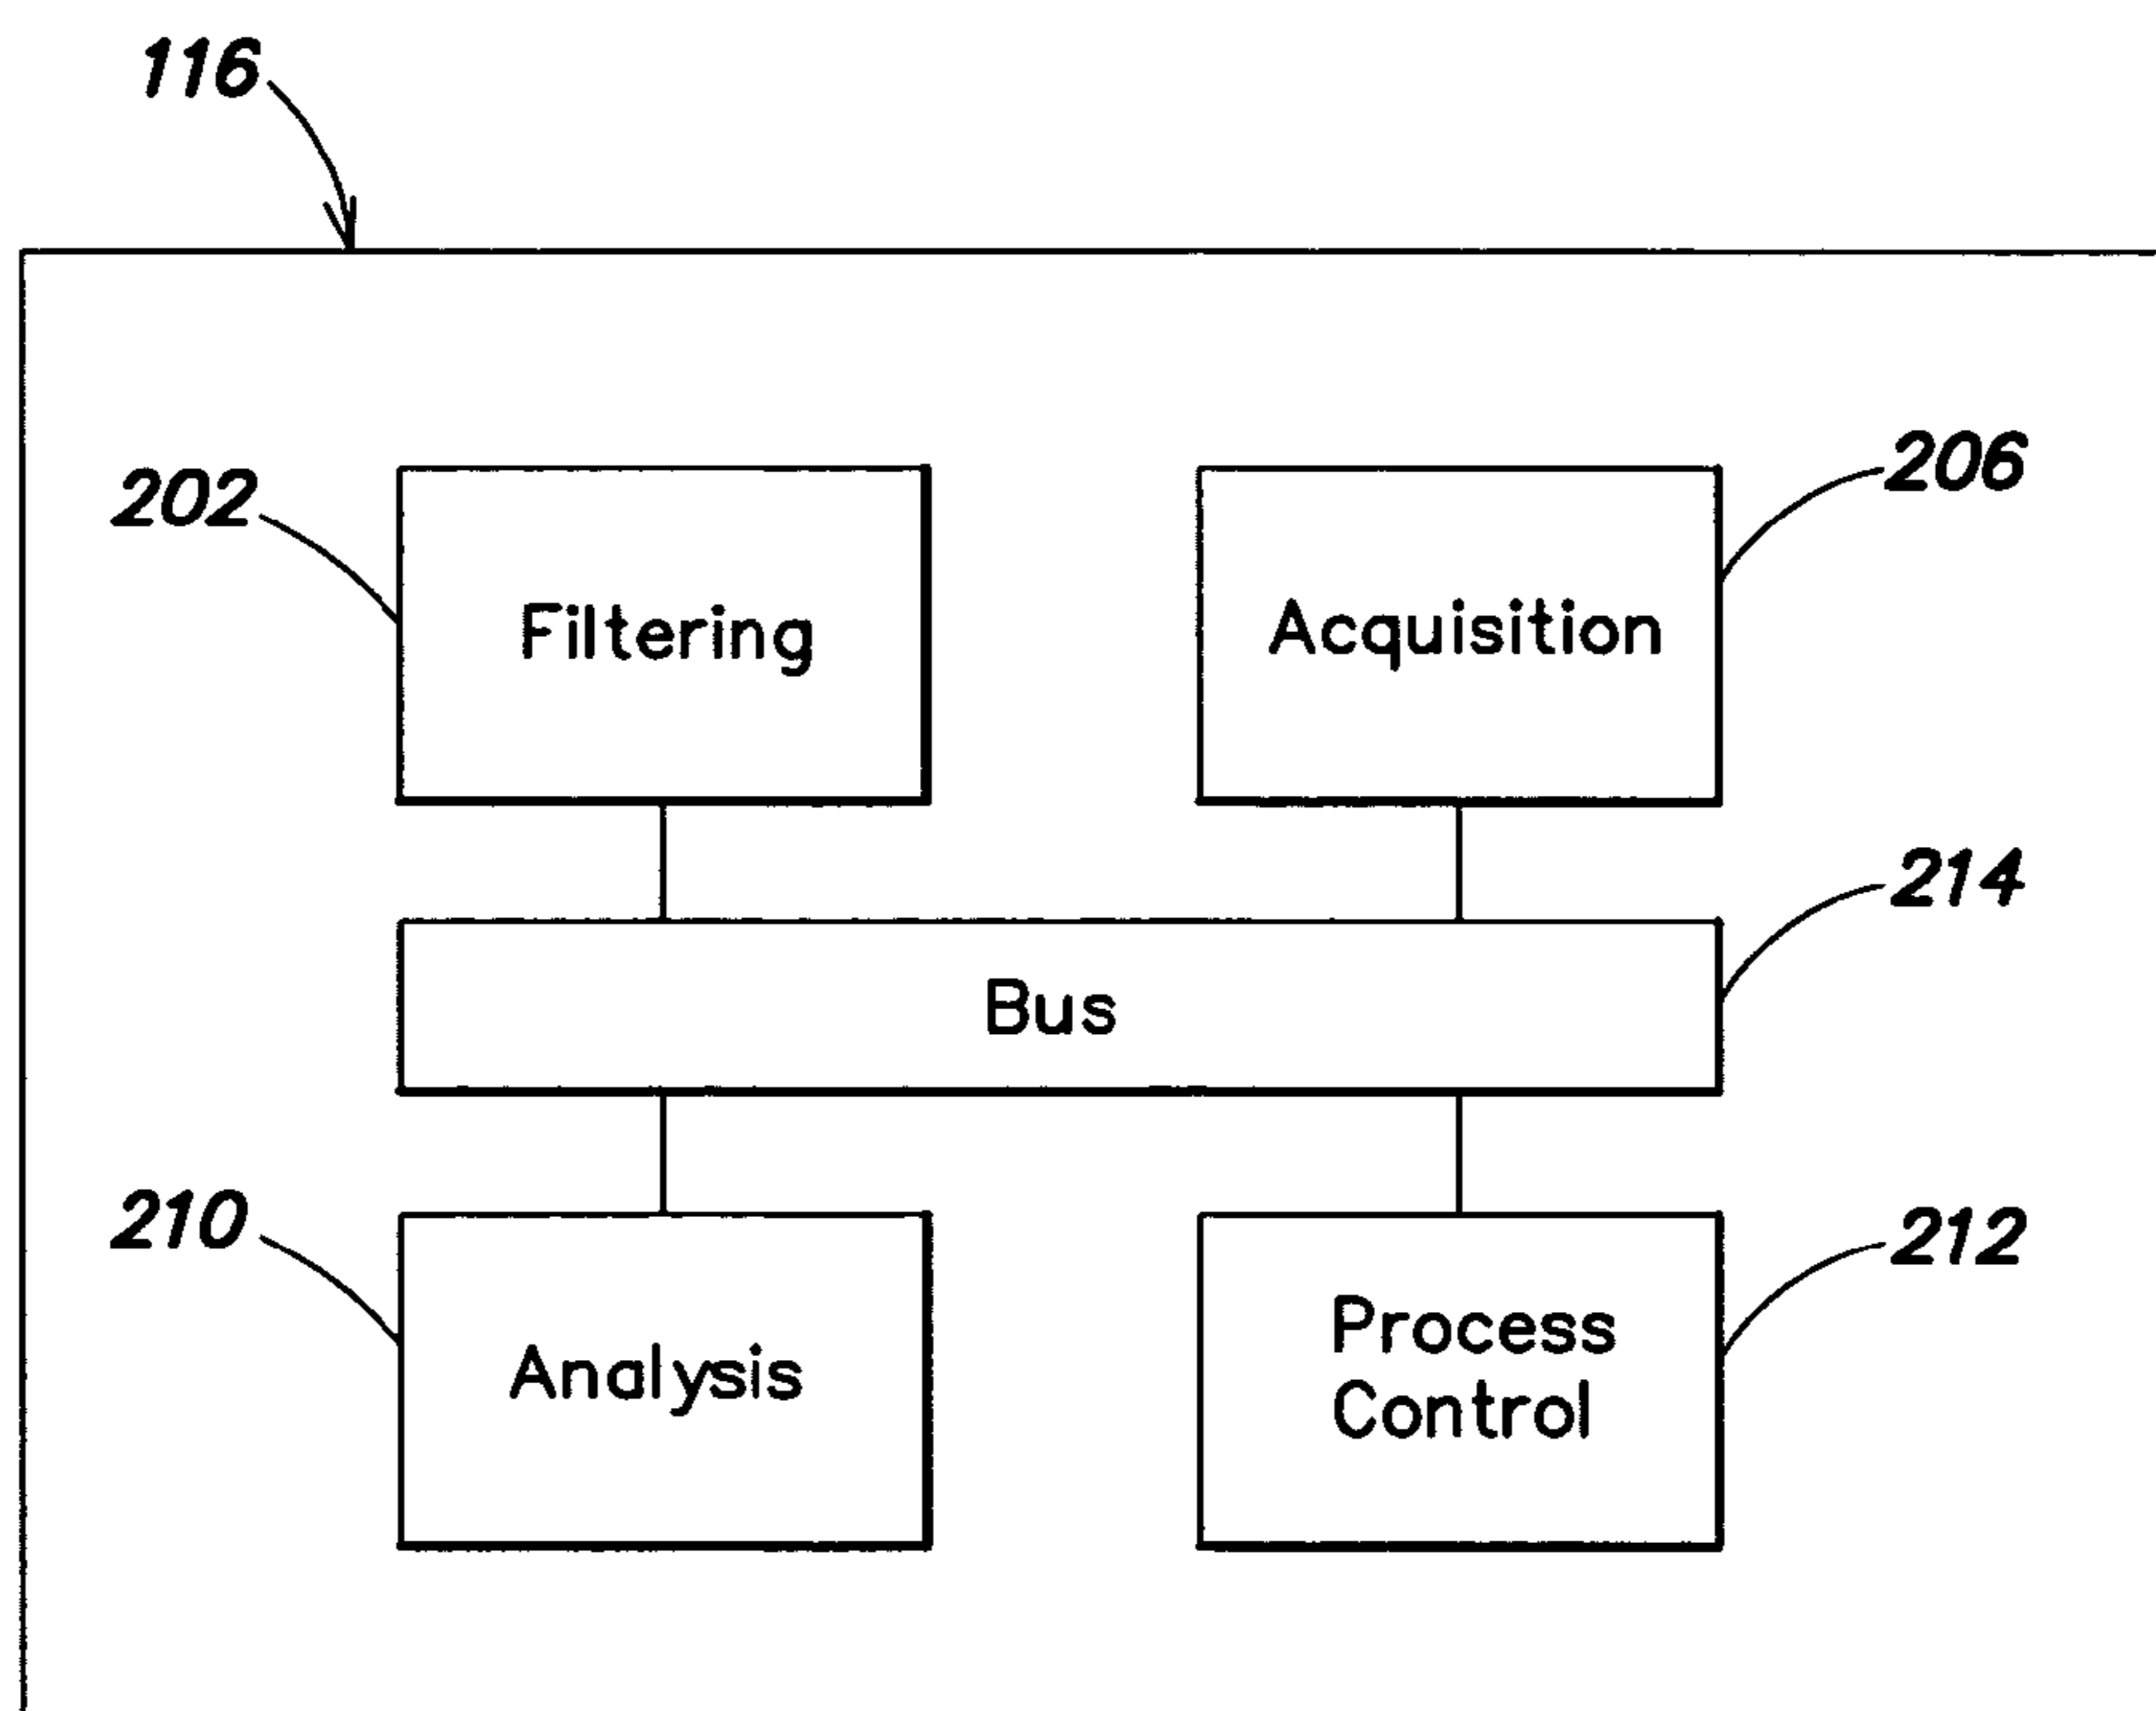 116
202
Filtering
Acquisition
206
214
Bus
210
Analysis
Process
Control
212